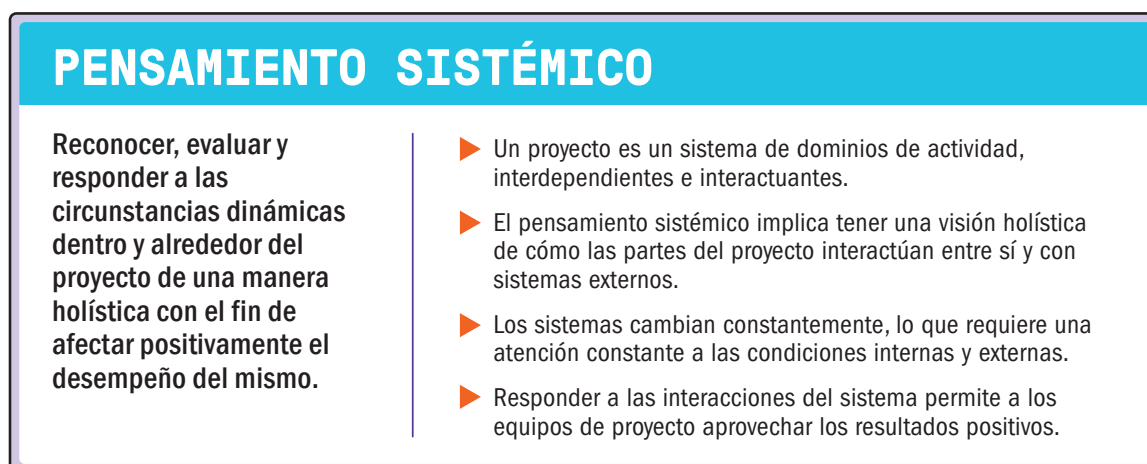 PENSAMIENTO SISTÉMICO
Reconocer, evaluar y
responder a las
circunstancias dinámicas
dentro y alrededor del
proyecto de una manera
holística con el fin de
afectar positivamente el
desempeño del mismo.
Un proyecto es un sistema de dominios de actividad,
interdependientes e interactuantes.
El pensamiento sistémico implica tener una visión holística
de cómo las partes del proyecto interactúan entre sí y con
sistemas externos.
Los sistemas cambian constantemente, lo que requiere una
atención constante a las condiciones internas y externas.
Responder a las interacciones del sistema permite a los
equipos de proyecto aprovechar los resultados positivos.